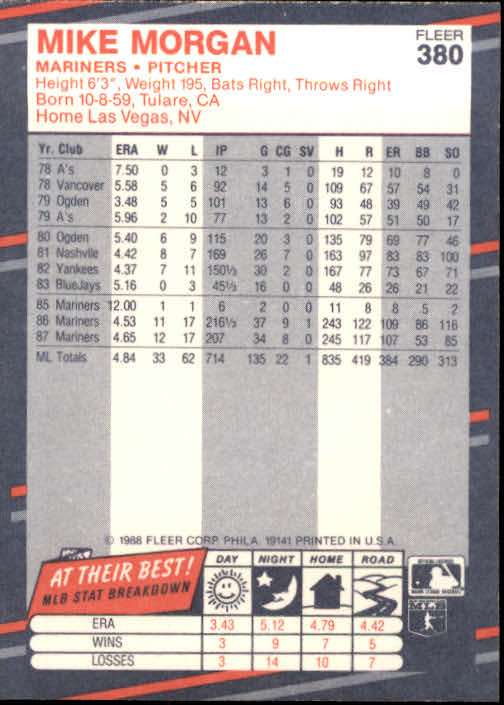 MIKE MORGAN
FLEER
380
MARINERS • PITCHER
Height 6'3", Weight 195, Bats Right, Throws Right
Born 10-8-59, Tulare, CA
Home Las Vegas, NV
Yr. Club ERA W L IP G CG SV H R ER BB SO
78 A's 7.50 0 3 12 3 1 0 19 12 10 8 0
78 Vancover 5.58 5 6 92 14 5 0 109 67 57 54 31
79 Ogden 3.48 5 5 101 13 6 0 93 48 39 49 42
79 A's 5.96 2 10 77 13 2 0 102 57 51 50 17
80 Ogden 5.40 6 9 115 20 3 0 135 79 69 77 46
81 Nashvlle 4.42 8 7 169 26 7 0 163 97 83 83 100
82 Yankees 4.37 7 11 150⅓ 30 2 0 167 77 73 67 71
83 BlueJays 5.16 0 3 45⅓ 16 0 0 48 26 26 21 22
85 Mariners 12.00 1 1 6 2 0 0 11 8 8 5 2
86 Mariners 4.53 11 17 216⅓ 37 9 1 243 122 109 86 116
87 Mariners 4.65 12 17 207 34 8 0 245 117 107 53 85
ML Totals 4.84 33 62 714 135 22 1 835 419 384 290 313
© 1988 FLEER CORP. PHILA. 19141 PRINTED IN U.S.A.
AT THEIR BEST!
MLB STAT BREAKDOWN
DAY NIGHT HOME ROAD
ERA 3.43 5.12 4.79 4.42
WINS 3 9 7 5
LOSSES 3 14 10 7